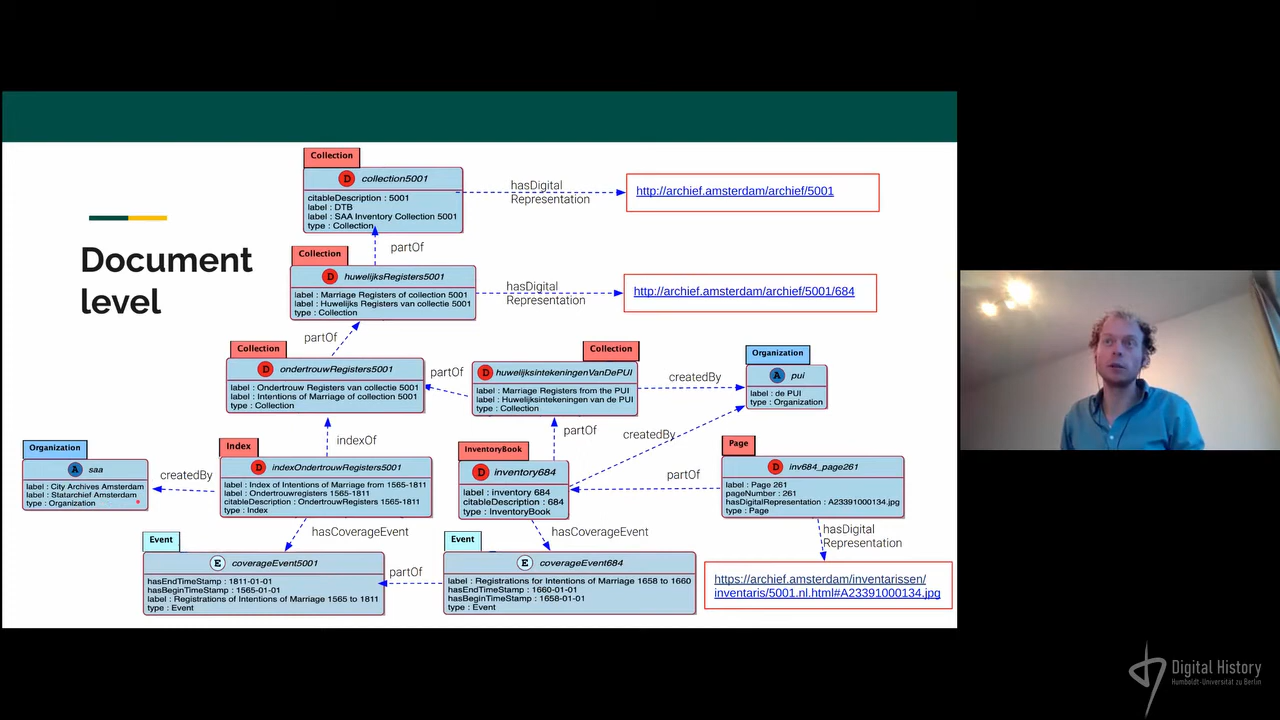 Document
level
Collection
D collection5001
citableDescription : 5001
label : DTB
label : SAA Inventory Collection 5001
type : Collection
hasDigital
Representation
http://archief.amsterdam/archief/5001
partOf
Collection
D huwelijksRegisters5001
label : Marriage Registers of collection 5001
label : Huwelijks Registers van collectie 5001
type : Collection
hasDigital
Representation
http://archief.amsterdam/archief/5001/684
partOf
Collection
D ondertrouwRegisters5001
label : Ondertrouw Registers van collectie 5001
label : Intentions of Marriage of collection 5001
type : Collection
partOf
Collection
D huwelijksintekeningenVanDePUI
label : Marriage Registers from the PUI
label : Huwelijksintekeningen van de PUI
type : Collection
createdBy
Organization
A pui
label : de PUI
type : Organization
indexOf
partOf
createdBy
Organization
A saa
label : City Archives Amsterdam
label : Statarchief Amsterdam
type : Organization
createdBy
Index
D indexOndertrouwRegisters5001
label : Index of Intentions of Marriage from 1565-1811
label : Ondertrouwregisters 1565-1811
citableDescription : OndertrouwRegisters 1565-1811
type : Index
InventoryBook
D inventory684
label : inventory 684
citableDescription : 684
type : InventoryBook
partOf
Page
D inv684_page261
label : Page 261
pageNumber : 261
hasDigitalRepresentation : A23391000134.jpg
type : Page
hasCoverageEvent
hasCoverageEvent
hasDigital
Representation
Event
E coverageEvent5001
hasEndTimeStamp : 1811-01-01
hasBeginTimeStamp : 1565-01-01
label : Registrations of Intentions of Marriage 1565 to 1811
type : Event
partOf
Event
E coverageEvent684
label : Registrations for Intentions of Marriage 1658 to 1660
hasEndTimeStamp : 1660-01-01
hasBeginTimeStamp : 1658-01-01
type : Event
https://archief.amsterdam/inventarissen/
inventaris/5001.nl.html#A23391000134.jpg
Digital History
Humboldt-Universität zu Berlin